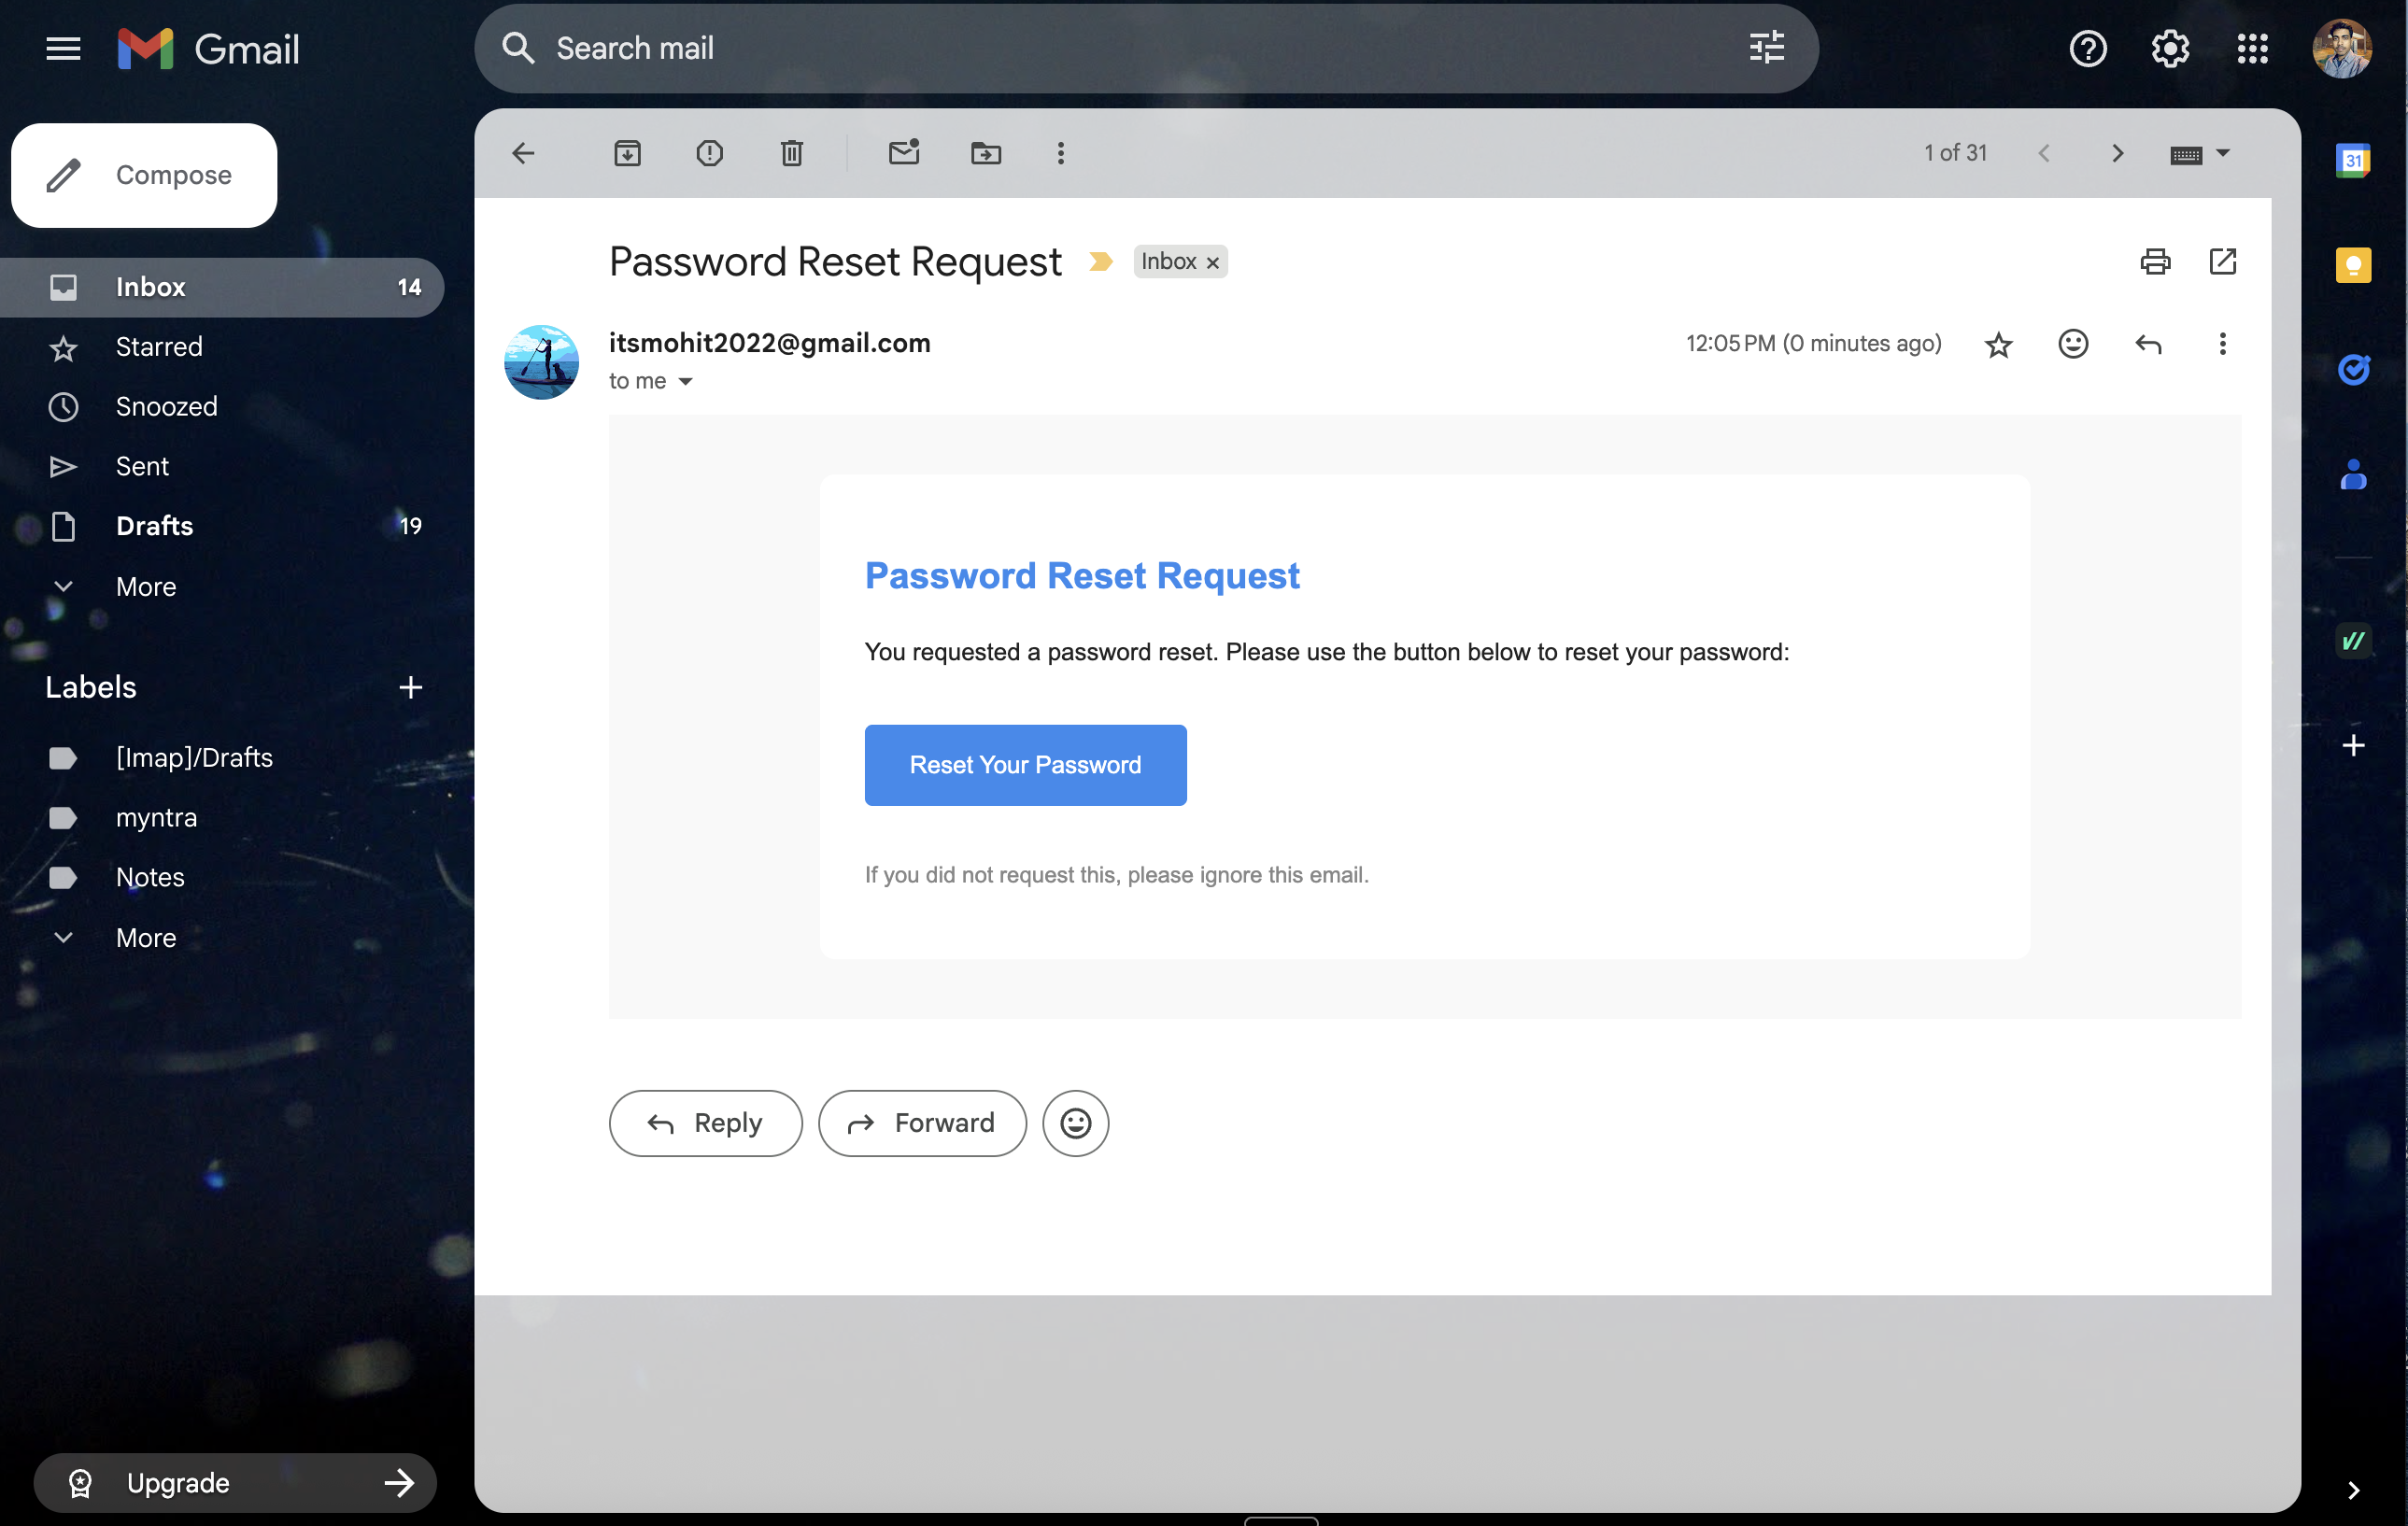 Gmail
Search mail
Compose
1 of 31
Inbox 14
Starred
Snoozed
Sent
Drafts 19
More
Labels
[Imap]/Drafts
myntra
Notes
More
Upgrade
Password Reset Request Inbox
itsmohit2022@gmail.com
12:05 PM (0 minutes ago)
to me
Password Reset Request
You requested a password reset. Please use the button below to reset your password:
Reset Your Password
If you did not request this, please ignore this email.
Reply Forward
31